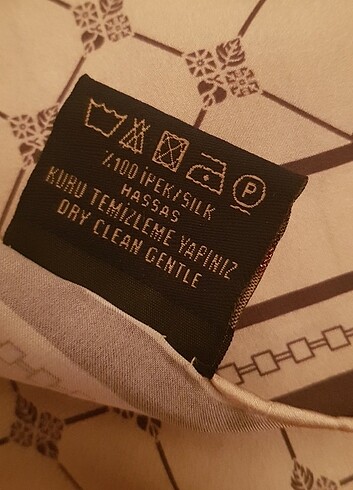 P
%100 İPEK/SILK
HASSAS
KURU TEMİZLEME YAPINIZ
DRY CLEAN GENTLE